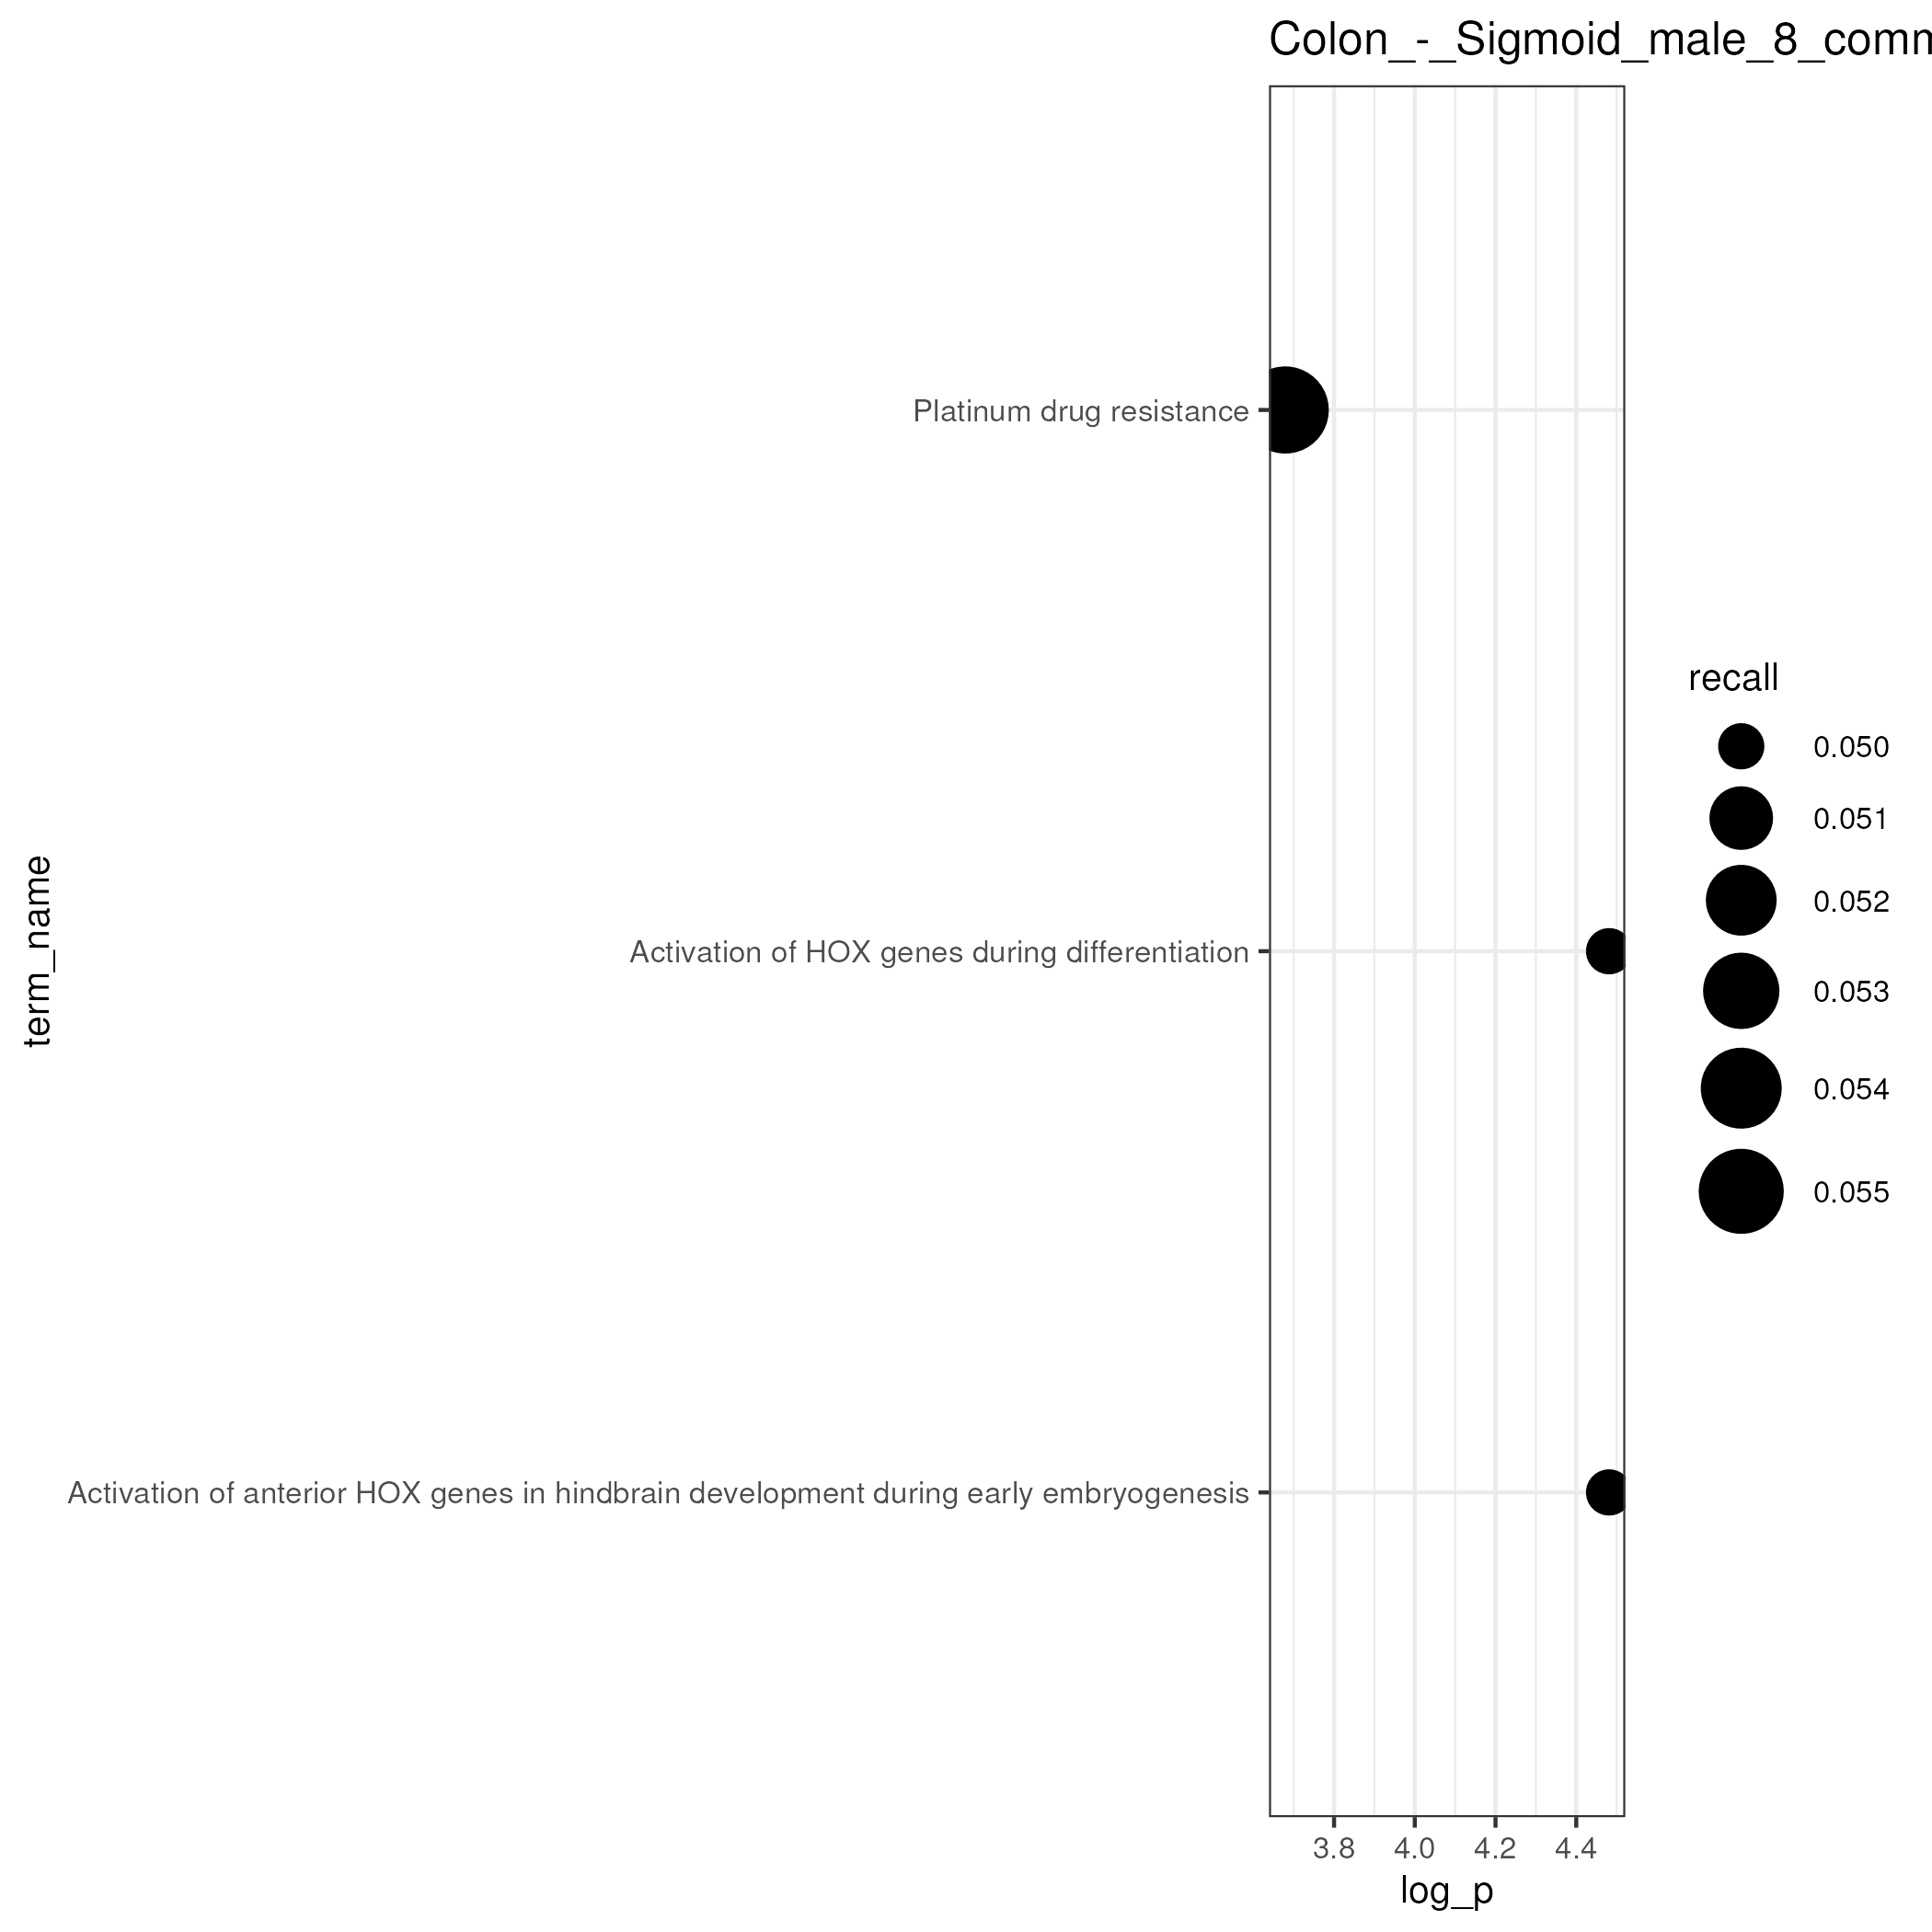 Colon_-_Sigmoid_male_8_comm
Platinum drug resistance
Activation of HOX genes during differentiation
Activation of anterior HOX genes in hindbrain development during early embryogenesis
term_name
3.8 4.0 4.2 4.4
log_p
recall
0.050
0.051
0.052
0.053
0.054
0.055